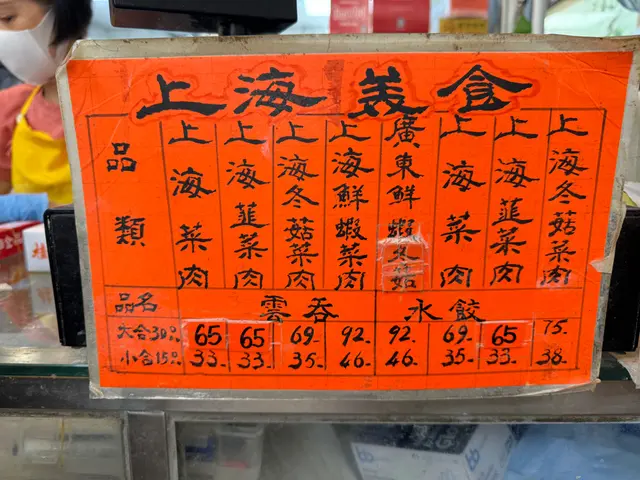 上海美食
品類
上海菜肉
上海韮菜肉
上海冬菇菜肉
上海鮮蝦菜肉
廣東鮮蝦冬菇
上海菜肉
上海韮菜肉
上海冬菇菜肉
品名 雲吞 水餃
大合30只 65 65 69- 92- 92- 69- 65 75-
小合15只 33- 33- 35- 46- 46- 35- 33- 38-